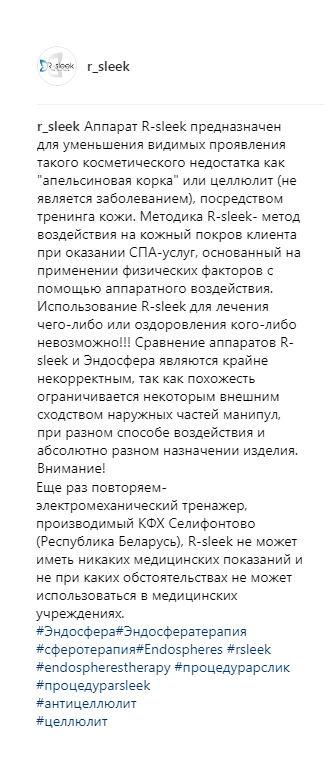 R-sleek
r_sleek
r_sleek Аппарат R-sleek предназначен
для уменьшения видимых проявления
такого косметического недостатка как
"апельсиновая корка" или целлюлит (не
является заболеванием), посредством
тренинга кожи. Методика R-sleek- метод
воздействия на кожный покров клиента
при оказании СПА-услуг, основанный на
применении физических факторов с
помощью аппаратного воздействия.
Использование R-sleek для лечения
чего-либо или оздоровления кого-либо
невозможно!!! Сравнение аппаратов R-
sleek и Эндосфера являются крайне
некорректным, так как похожесть
ограничивается некоторым внешним
сходством наружных частей манипул,
при разном способе воздействия и
абсолютно разном назначении изделия.
Внимание!
Еще раз повторяем-
электромеханический тренажер,
производимый КФХ Селифонтово
(Республика Беларусь), R-sleek не может
иметь никаких медицинских показаний и
не при каких обстоятельствах не может
использоваться в медицинских
учреждениях.
#Эндосфера#Эндосфератерапия
#сферотерапия#Endospheres #rsleek
#endospherestherapy #процедурарслик
#процедураrsleek
#антицеллюлит
#целлюлит